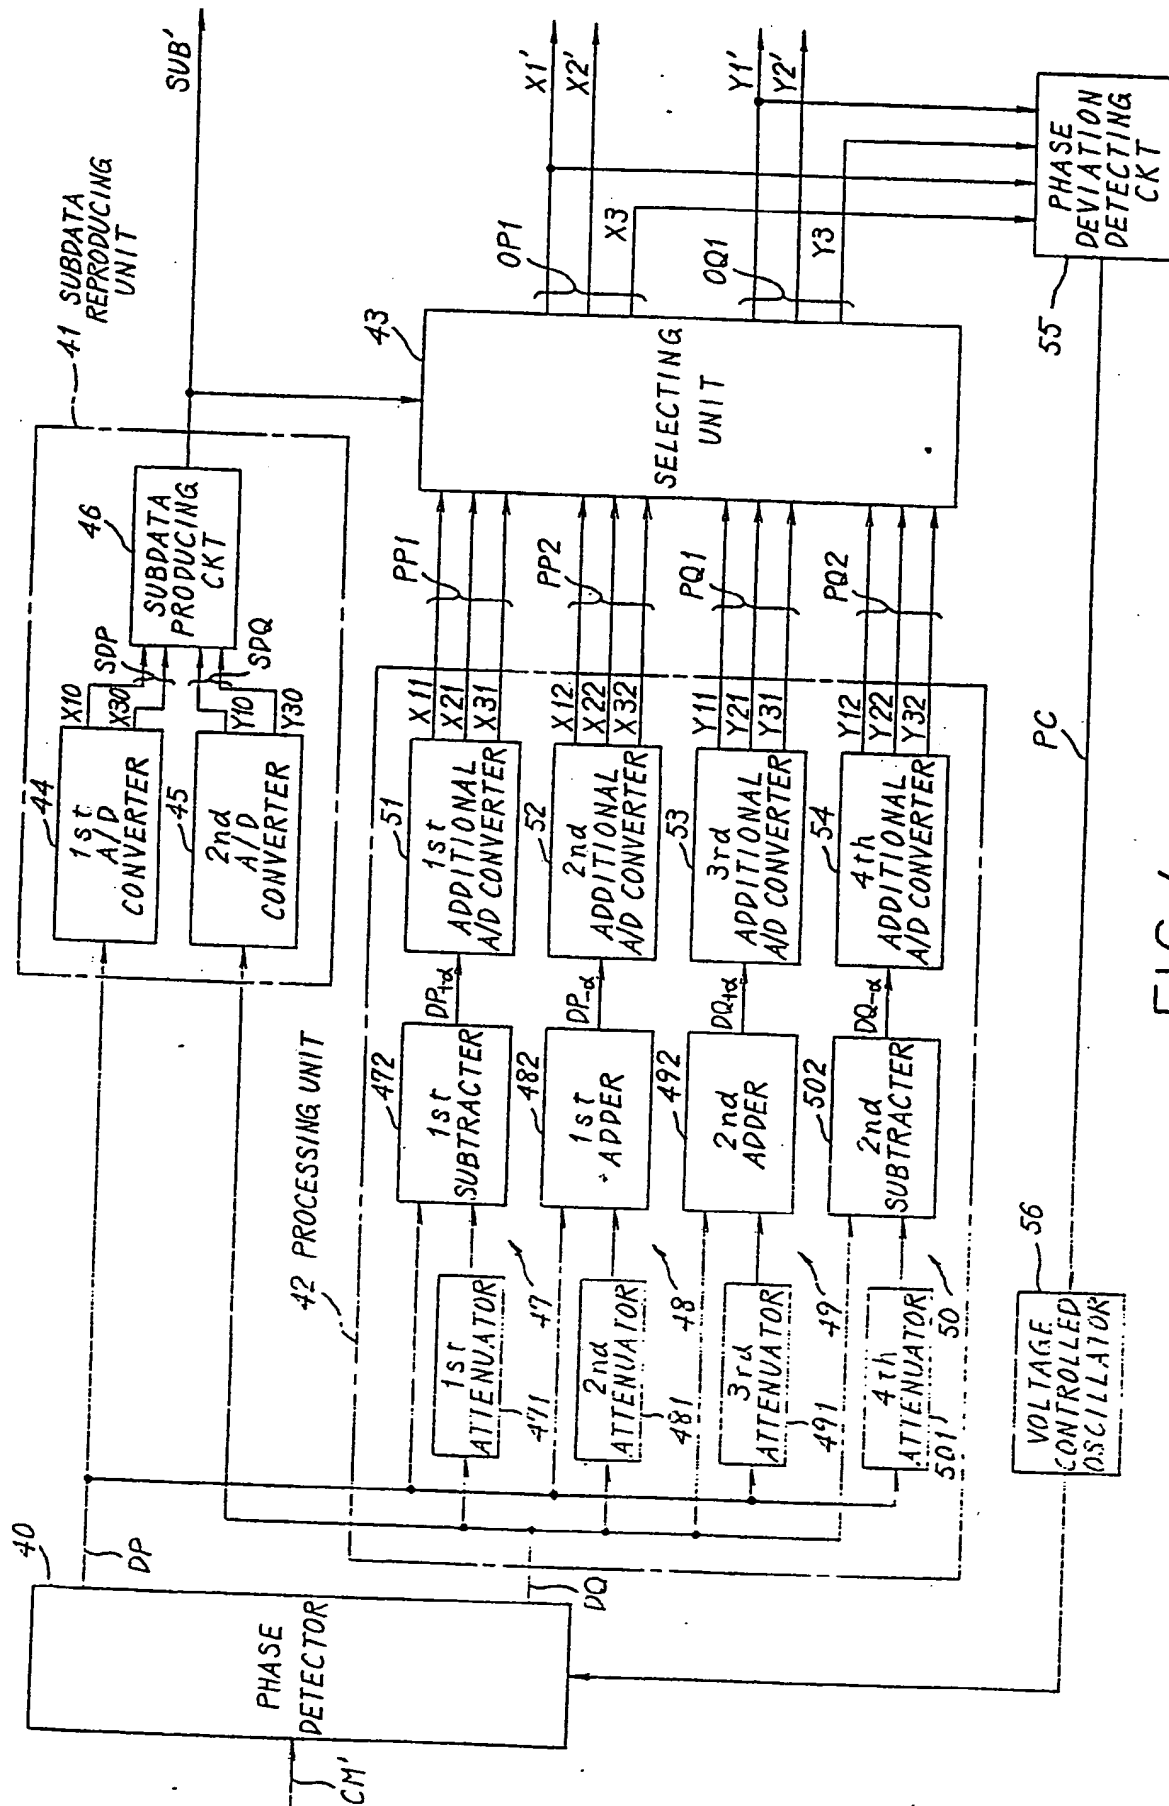 CM'
PHASE
DETECTOR
40
DP
DQ
41 SUBDATA
REPRODUCING
UNIT
44
1st
A/D
CONVERTER
45
2nd
A/D
CONVERTER
X10
X30
Y10
Y30
SDP
SDQ
46
SUBDATA
PRODUCING
CKT
SUB'
42 PROCESSING UNIT
1st
ATTENUATOR
471
47
472
1st
SUBTRACTER
DP+α
51
1st
ADDITIONAL
A/D CONVERTER
X11
X21
X31
PP1
2nd
ATTENUATOR
481
48
482
1st
ADDER
DP-α
52
2nd
ADDITIONAL
A/D CONVERTER
X12
X22
X32
PP2
3rd
ATTENUATOR
491
49
492
2nd
ADDER
DQ+α
53
3rd
ADDITIONAL
A/D CONVERTER
Y11
Y21
Y31
PQ1
4th
ATTENUATOR
501
50
502
2nd
SUBTRACTER
DQ-α
54
4th
ADDITIONAL
A/D CONVERTER
Y12
Y22
Y32
PQ2
43
SELECTING
UNIT
OP1
X1'
X2'
X3
OQ1
Y1'
Y2'
Y3
PHASE
DEVIATION
DETECTING
CKT
55
PC
56
VOLTAGE
CONTROLLED
OSCILLATOR